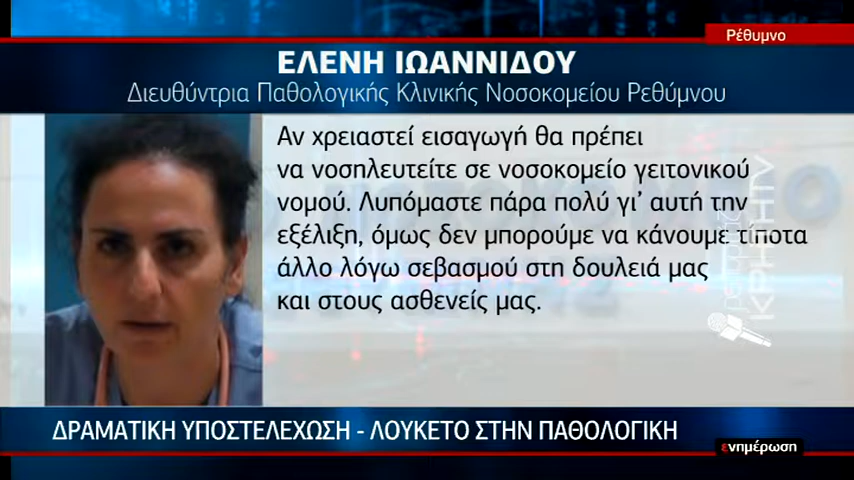 Ρέθυμνο
ΕΛΕΝΗ ΙΩΑΝΝΙΔΟΥ
Διευθύντρια Παθολογικής Κλινικής Νοσοκομείου Ρεθύμνου
Αν χρειαστεί εισαγωγή θα πρέπει
να νοσηλευτείτε σε νοσοκομείο γειτονικού
νομού. Λυπόμαστε πάρα πολύ γι’ αυτή την
εξέλιξη, όμως δεν μπορούμε να κάνουμε τίποτα
άλλο λόγω σεβασμού στη δουλειά μας
και στους ασθενείς μας.
ΚΡΗΤΗ TV
ΔΡΑΜΑΤΙΚΗ ΥΠΟΣΤΕΛΕΧΩΣΗ - ΛΟΥΚΕΤΟ ΣΤΗΝ ΠΑΘΟΛΟΓΙΚΗ
ενημέρωση